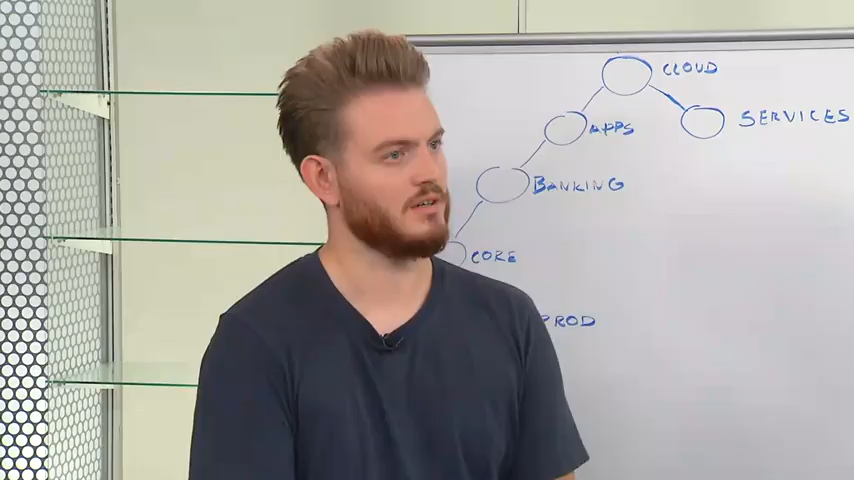 CLOUD
SERVICES
APPS
BANKING
CORE
PROD